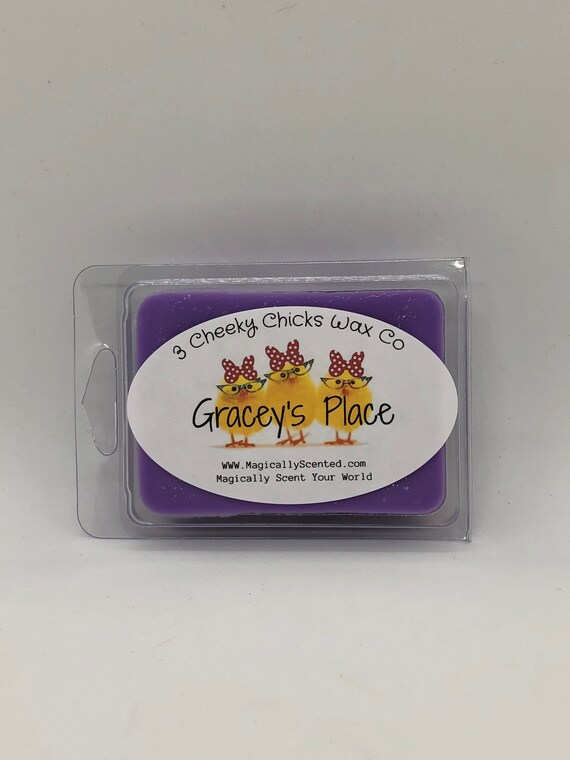 3 Cheeky Chicks Wax Co
Gracey's Place
www.MagicallyScented.com
Magically Scent Your World